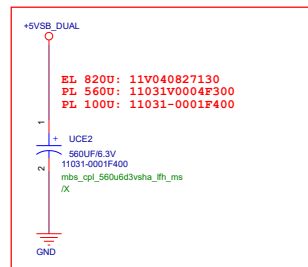 +5VSB_DUAL
EL 820U: 11V040827130
PL 560U: 11031V0004F300
PL 100U: 11031-0001F400
1
+
UCE2
560UF/6.3V
11031-0001F400
2
mbs_cpl_560u6d3vsha_lfh_ms
/X
GND